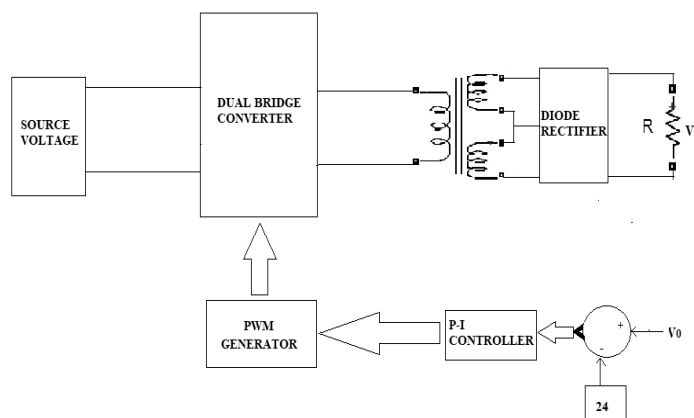 SOURCE
VOLTAGE
DUAL BRIDGE
CONVERTER
DIODE
RECTIFIER
R
V
PWM
GENERATOR
P-I
CONTROLLER
+
-
V0
24